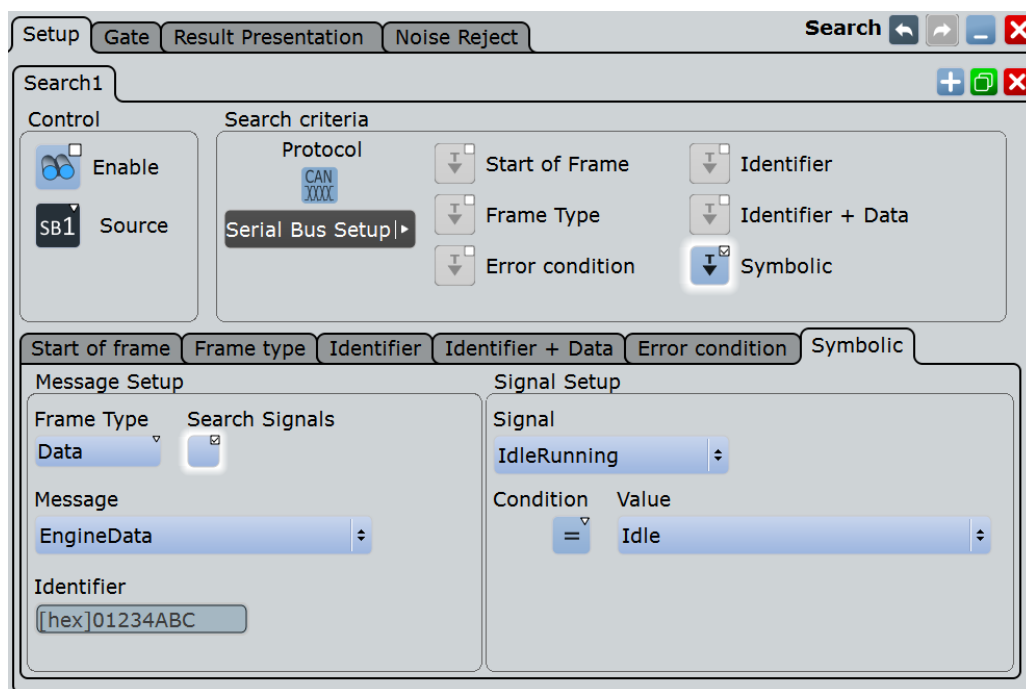 Setup Gate Result Presentation Noise Reject Search
Search1
Control Search criteria
Protocol
CAN
Enable
SB1 Source
Serial Bus Setup
Start of Frame Identifier
Frame Type Identifier + Data
Error condition Symbolic
Start of frame Frame type Identifier Identifier + Data Error condition Symbolic
Message Setup Signal Setup
Frame Type Search Signals Signal
Data IdleRunning
Message Condition Value
EngineData = Idle
Identifier
[hex]01234ABC